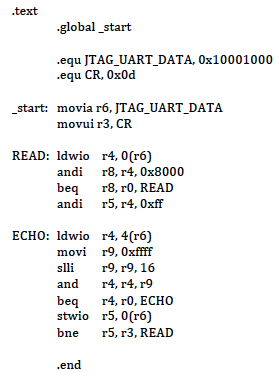 .text
.global _start
.equ JTAG_UART_DATA, 0x10001000
.equ CR, 0x0d
_start: movia r6, JTAG_UART_DATA
movui r3, CR
READ: ldwio r4, 0(r6)
andi r8, r4, 0x8000
beq r8, r0, READ
andi r5, r4, 0xff
ECHO: ldwio r4, 4(r6)
movi r9, 0xffff
slli r9, r9, 16
and r4, r4, r9
beq r4, r0, ECHO
stwio r5, 0(r6)
bne r5, r3, READ
.end